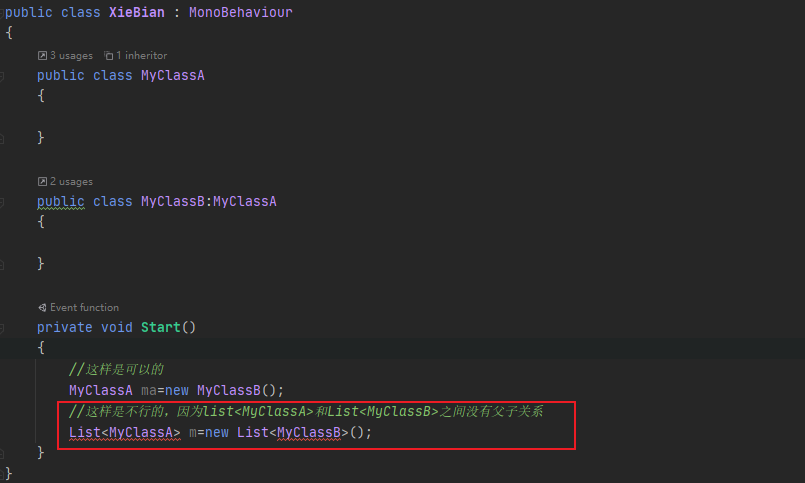 public class XieBian : MonoBehaviour
{
3 usages 1 inheritor
public class MyClassA
{
}
2 usages
public class MyClassB:MyClassA
{
}
Event function
private void Start()
{
//这样是可以的
MyClassA ma=new MyClassB();
//这样是不行的，因为list<MyClassA>和List<MyClassB>之间没有父子关系
List<MyClassA> m=new List<MyClassB>();
}
}